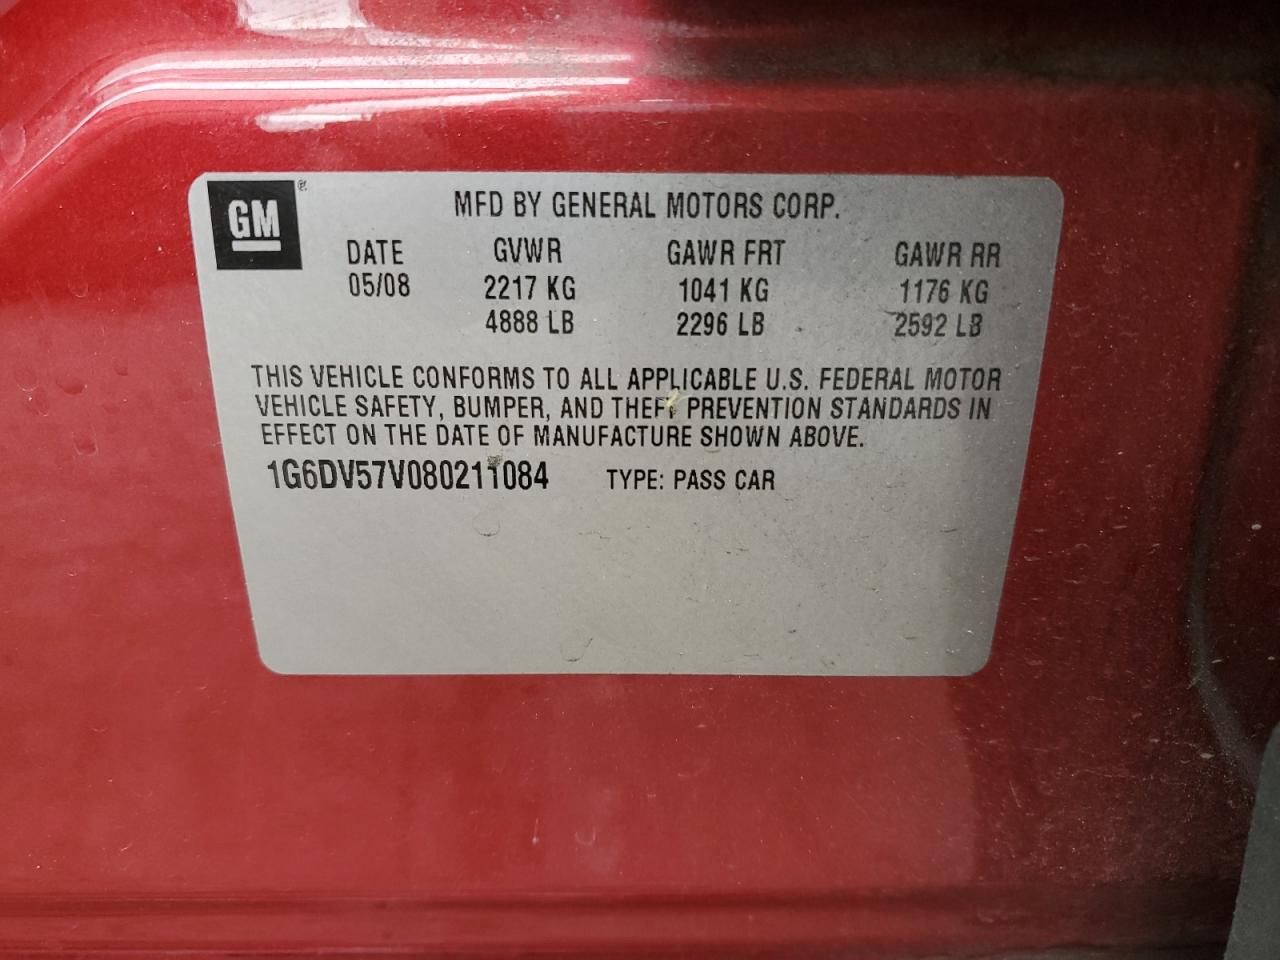 GM®
MFD BY GENERAL MOTORS CORP.
DATE GVWR GAWR FRT GAWR RR
05/08 2217 KG 1041 KG 1176 KG
4888 LB 2296 LB 2592 LB
THIS VEHICLE CONFORMS TO ALL APPLICABLE U.S. FEDERAL MOTOR
VEHICLE SAFETY, BUMPER, AND THEFT PREVENTION STANDARDS IN
EFFECT ON THE DATE OF MANUFACTURE SHOWN ABOVE.
1G6DV57V080211084 TYPE: PASS CAR